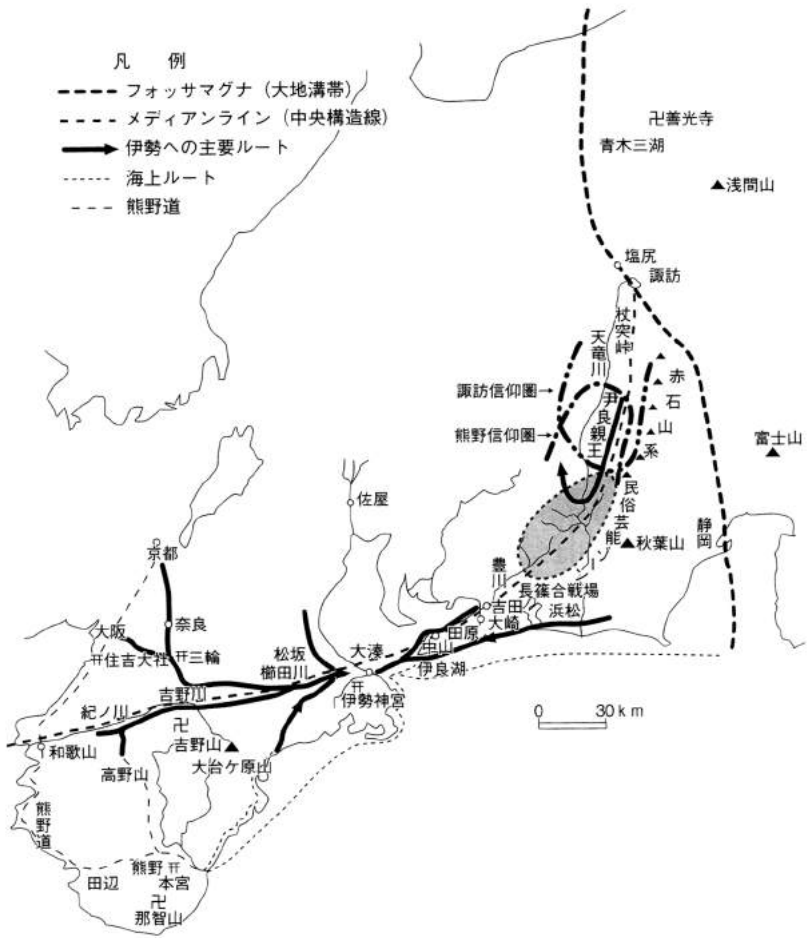 凡 例
フォッサマグナ(大地溝帯)
メディアンライン(中央構造線)
伊勢への主要ルート
海上ルート
熊野道
卍善光寺
青木三湖
▲浅間山
塩尻
諏訪
杖突峠
天竜川
諏訪信仰圏→
尹良親王
赤石山系
熊野信仰圏→
富士山
佐屋
民俗芸能
静岡
京都
▲秋葉山
豊川
長篠合戦場
吉田
浜松
大崎
奈良
大阪
田原
大湊
中山
松坂
住吉大社
三輪
櫛田川
伊良湖
吉野川
伊勢神宮
紀ノ川
0 30km
卍
吉野山
和歌山
大台ケ原山
高野山
熊野道
熊野
田辺
本宮
卍
那智山